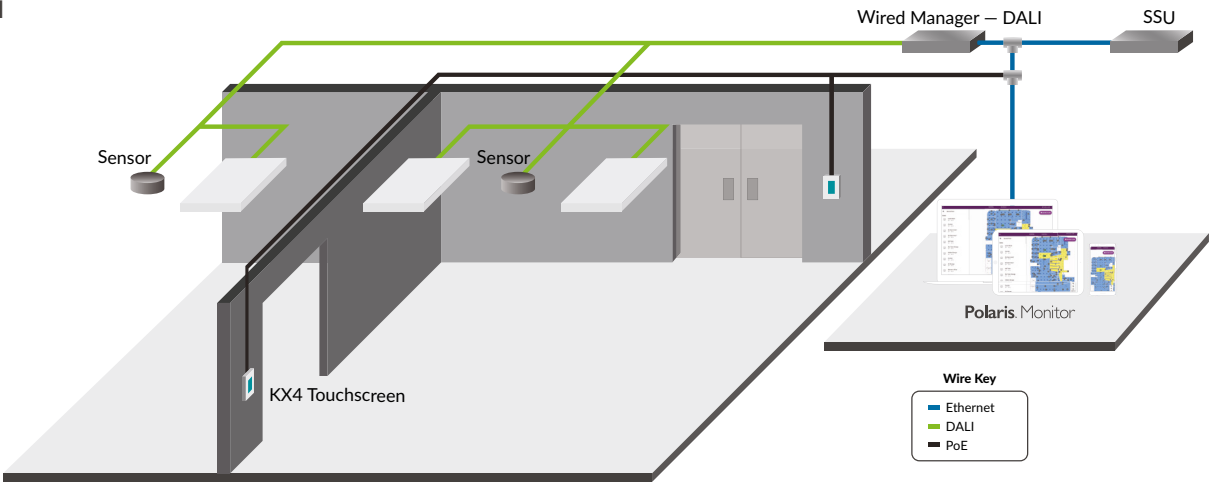 Wired Manager – DALI
SSU
Sensor
Sensor
KX4 Touchscreen
Polaris. Monitor
Wire Key
Ethernet
DALI
PoE